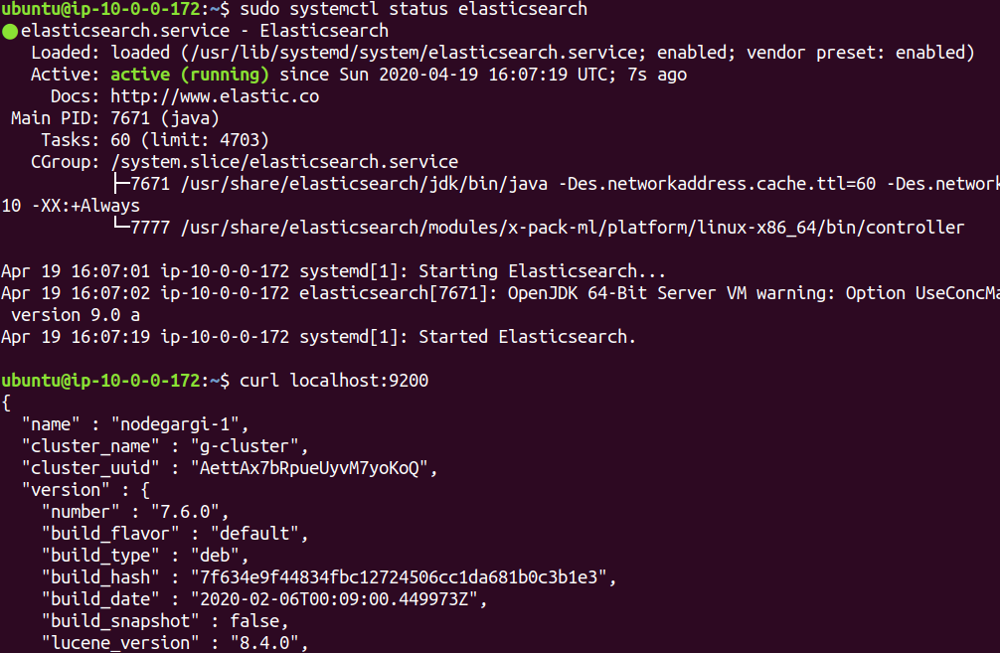 ubuntu@ip-10-0-0-172:~$ sudo systemctl status elasticsearch
elasticsearch.service - Elasticsearch
Loaded: loaded (/usr/lib/systemd/system/elasticsearch.service; enabled; vendor preset: enabled)
Active: active (running) since Sun 2020-04-19 16:07:19 UTC; 7s ago
Docs: http://www.elastic.co
Main PID: 7671 (java)
Tasks: 60 (limit: 4703)
CGroup: /system.slice/elasticsearch.service
├─7671 /usr/share/elasticsearch/jdk/bin/java -Des.networkaddress.cache.ttl=60 -Des.network
10 -XX:+Always
└─7777 /usr/share/elasticsearch/modules/x-pack-ml/platform/linux-x86_64/bin/controller
Apr 19 16:07:01 ip-10-0-0-172 systemd[1]: Starting Elasticsearch...
Apr 19 16:07:02 ip-10-0-0-172 elasticsearch[7671]: OpenJDK 64-Bit Server VM warning: Option UseConcMa
version 9.0 a
Apr 19 16:07:19 ip-10-0-0-172 systemd[1]: Started Elasticsearch.
ubuntu@ip-10-0-0-172:~$ curl localhost:9200
{
"name" : "nodegargi-1",
"cluster_name" : "g-cluster",
"cluster_uuid" : "AettAx7bRpueUyvM7yoKoQ",
"version" : {
"number" : "7.6.0",
"build_flavor" : "default",
"build_type" : "deb",
"build_hash" : "7f634e9f44834fbc12724506cc1da681b0c3b1e3",
"build_date" : "2020-02-06T00:09:00.449973Z",
"build_snapshot" : false,
"lucene_version" : "8.4.0",